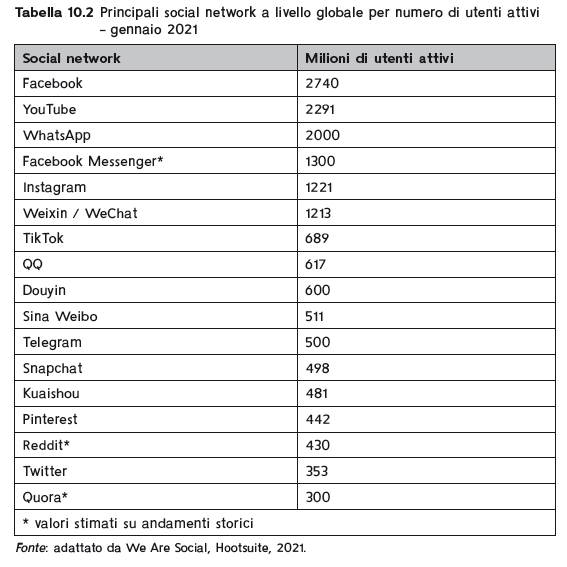 Tabella 10.2 Principali social network a livello globale per numero di utenti attivi
– gennaio 2021
Social network Milioni di utenti attivi
Facebook 2740
YouTube 2291
WhatsApp 2000
Facebook Messenger* 1300
Instagram 1221
Weixin / WeChat 1213
TikTok 689
QQ 617
Douyin 600
Sina Weibo 511
Telegram 500
Snapchat 498
Kuaishou 481
Pinterest 442
Reddit* 430
Twitter 353
Quora* 300
* valori stimati su andamenti storici
Fonte: adattato da We Are Social, Hootsuite, 2021.